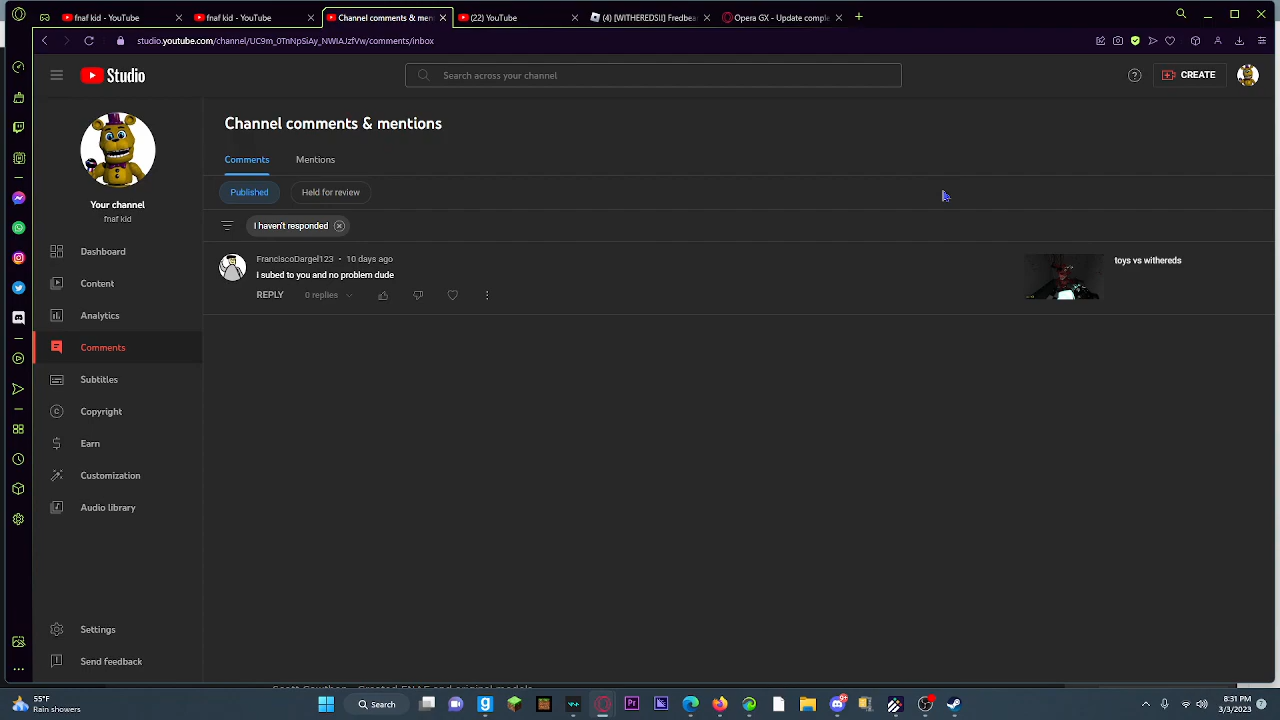 fnaf kid - YouTube
fnaf kid - YouTube
Channel comments & men
(22) YouTube
(4) [WITHEREDS!!] Fredbea
Opera GX - Update comple
studio.youtube.com/channel/UC9m_0TnNpSiAy_NWIAJzfVw/comments/inbox
Studio
Search across your channel
CREATE
Channel comments & mentions
Comments
Mentions
Published
Held for review
I haven't responded
FranciscoDargel123 • 10 days ago
i subed to you and no problem dude
REPLY
0 replies
toys vs withereds
Your channel
fnaf kid
Dashboard
Content
Analytics
Comments
Subtitles
Copyright
Earn
Customization
Audio library
Settings
Send feedback
55°F
Rain showers
Search
8:31 PM
3/3/2023